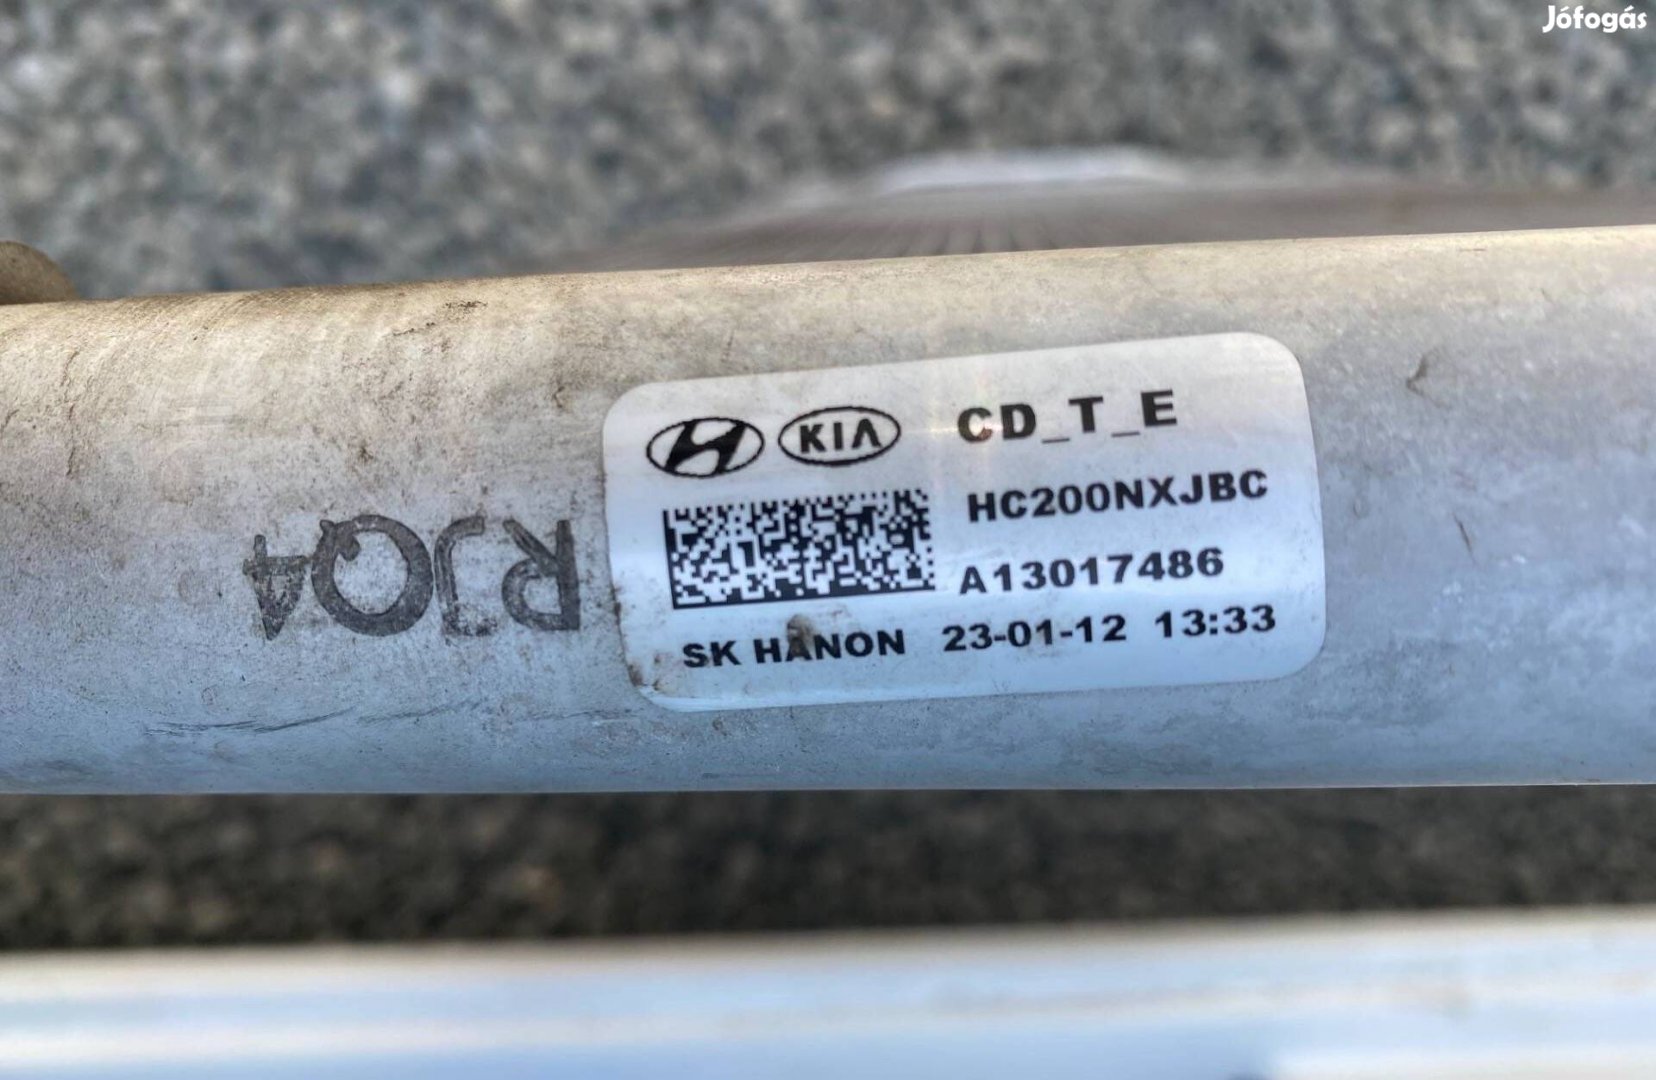 Jófogás
KIA CD_T_E
HC200NXJBC
A13017486
SK HANON 23-01-12 13:33
RJQ4